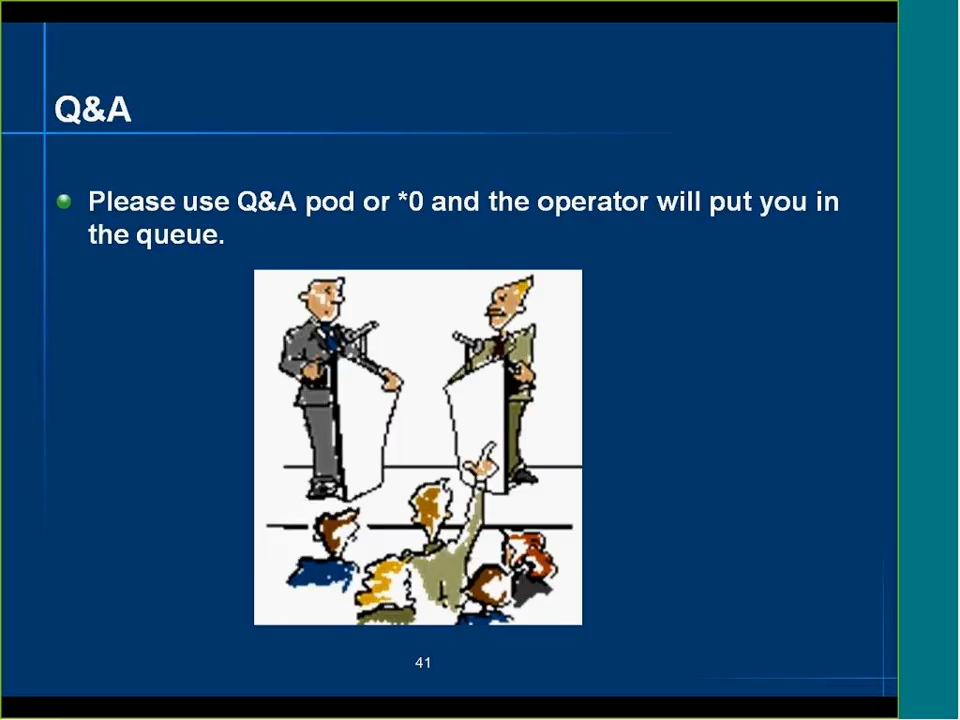 Q&A
Please use Q&A pod or *0 and the operator will put you in
the queue.
41